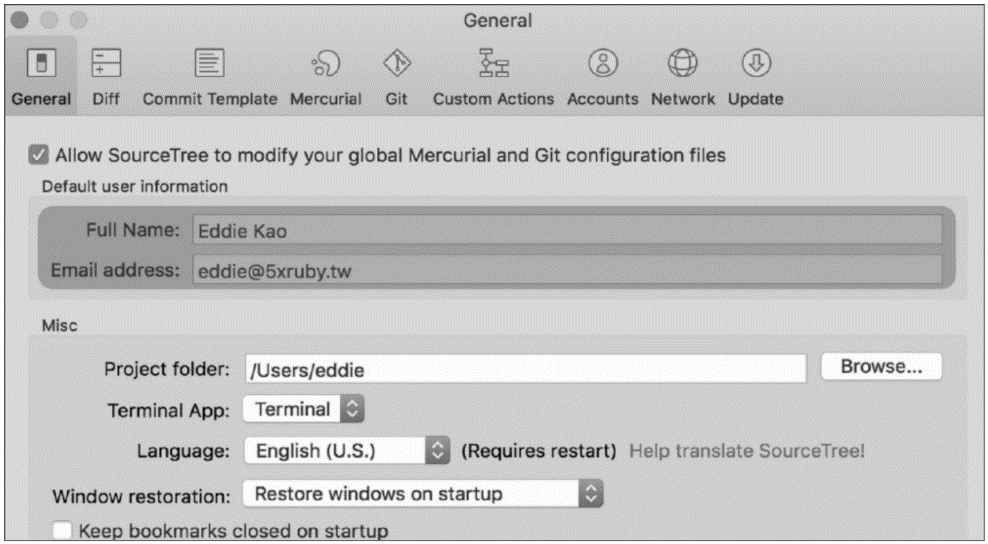 General
General Diff Commit Template Mercurial Git Custom Actions Accounts Network Update
Allow SourceTree to modify your global Mercurial and Git configuration files
Default user information
Full Name: Eddie Kao
Email address: eddie@5xruby.tw
Misc
Project folder: /Users/eddie Browse...
Terminal App: Terminal
Language: English (U.S.) (Requires restart) Help translate SourceTree!
Window restoration: Restore windows on startup
Keep bookmarks closed on startup